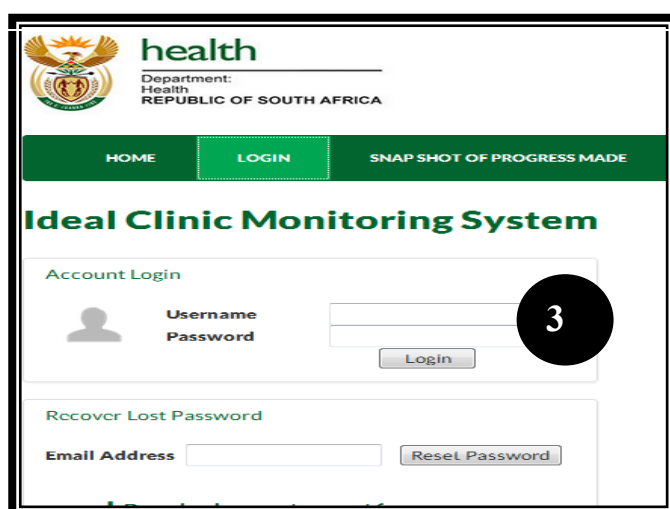 health
Department:
Health
REPUBLIC OF SOUTH AFRICA
HOME LOGIN SNAP SHOT OF PROGRESS MADE
Ideal Clinic Monitoring System
Account Login
Username
3
Password
Login
Recover Lost Password
Email Address Reset Password